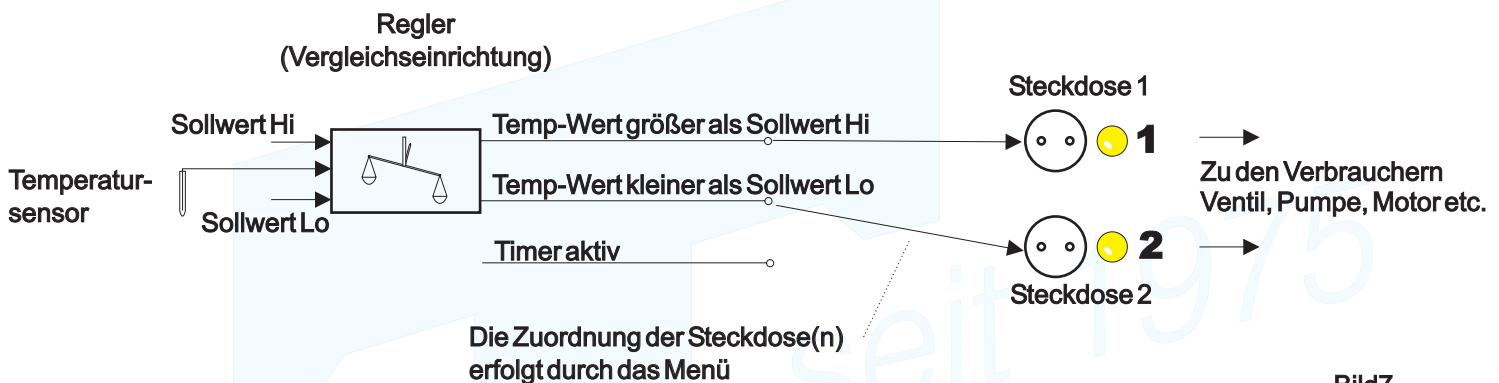 Regler
(Vergleichseinrichtung)
Steckdose 1
Sollwert Hi
Temp-Wert größer als Sollwert Hi
1
Temperatur-
sensor
Zu den Verbrauchern
Ventil, Pumpe, Motor etc.
Temp-Wert kleiner als Sollwert Lo
Sollwert Lo
2
Timer aktiv
Steckdose 2
Die Zuordnung der Steckdose(n)
erfolgt durch das Menü
seit 1975
Bild7